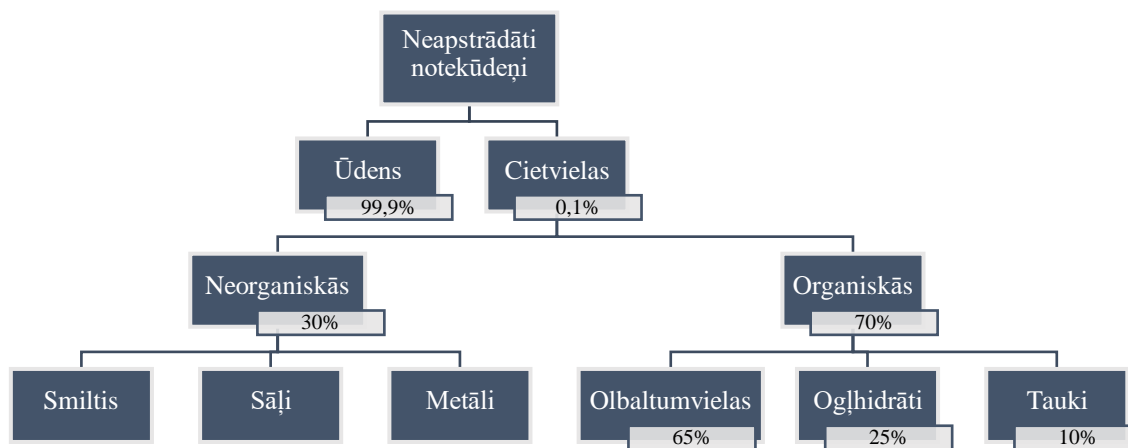 Neapstrādāti
notekūdeņi
Ūdens
99,9%
Cietvielas
0,1%
Neorganiskās
30%
Organiskās
70%
Smiltis
Sāļi
Metāli
Olbaltumvielas
65%
Ogļhidrāti
25%
Tauki
10%